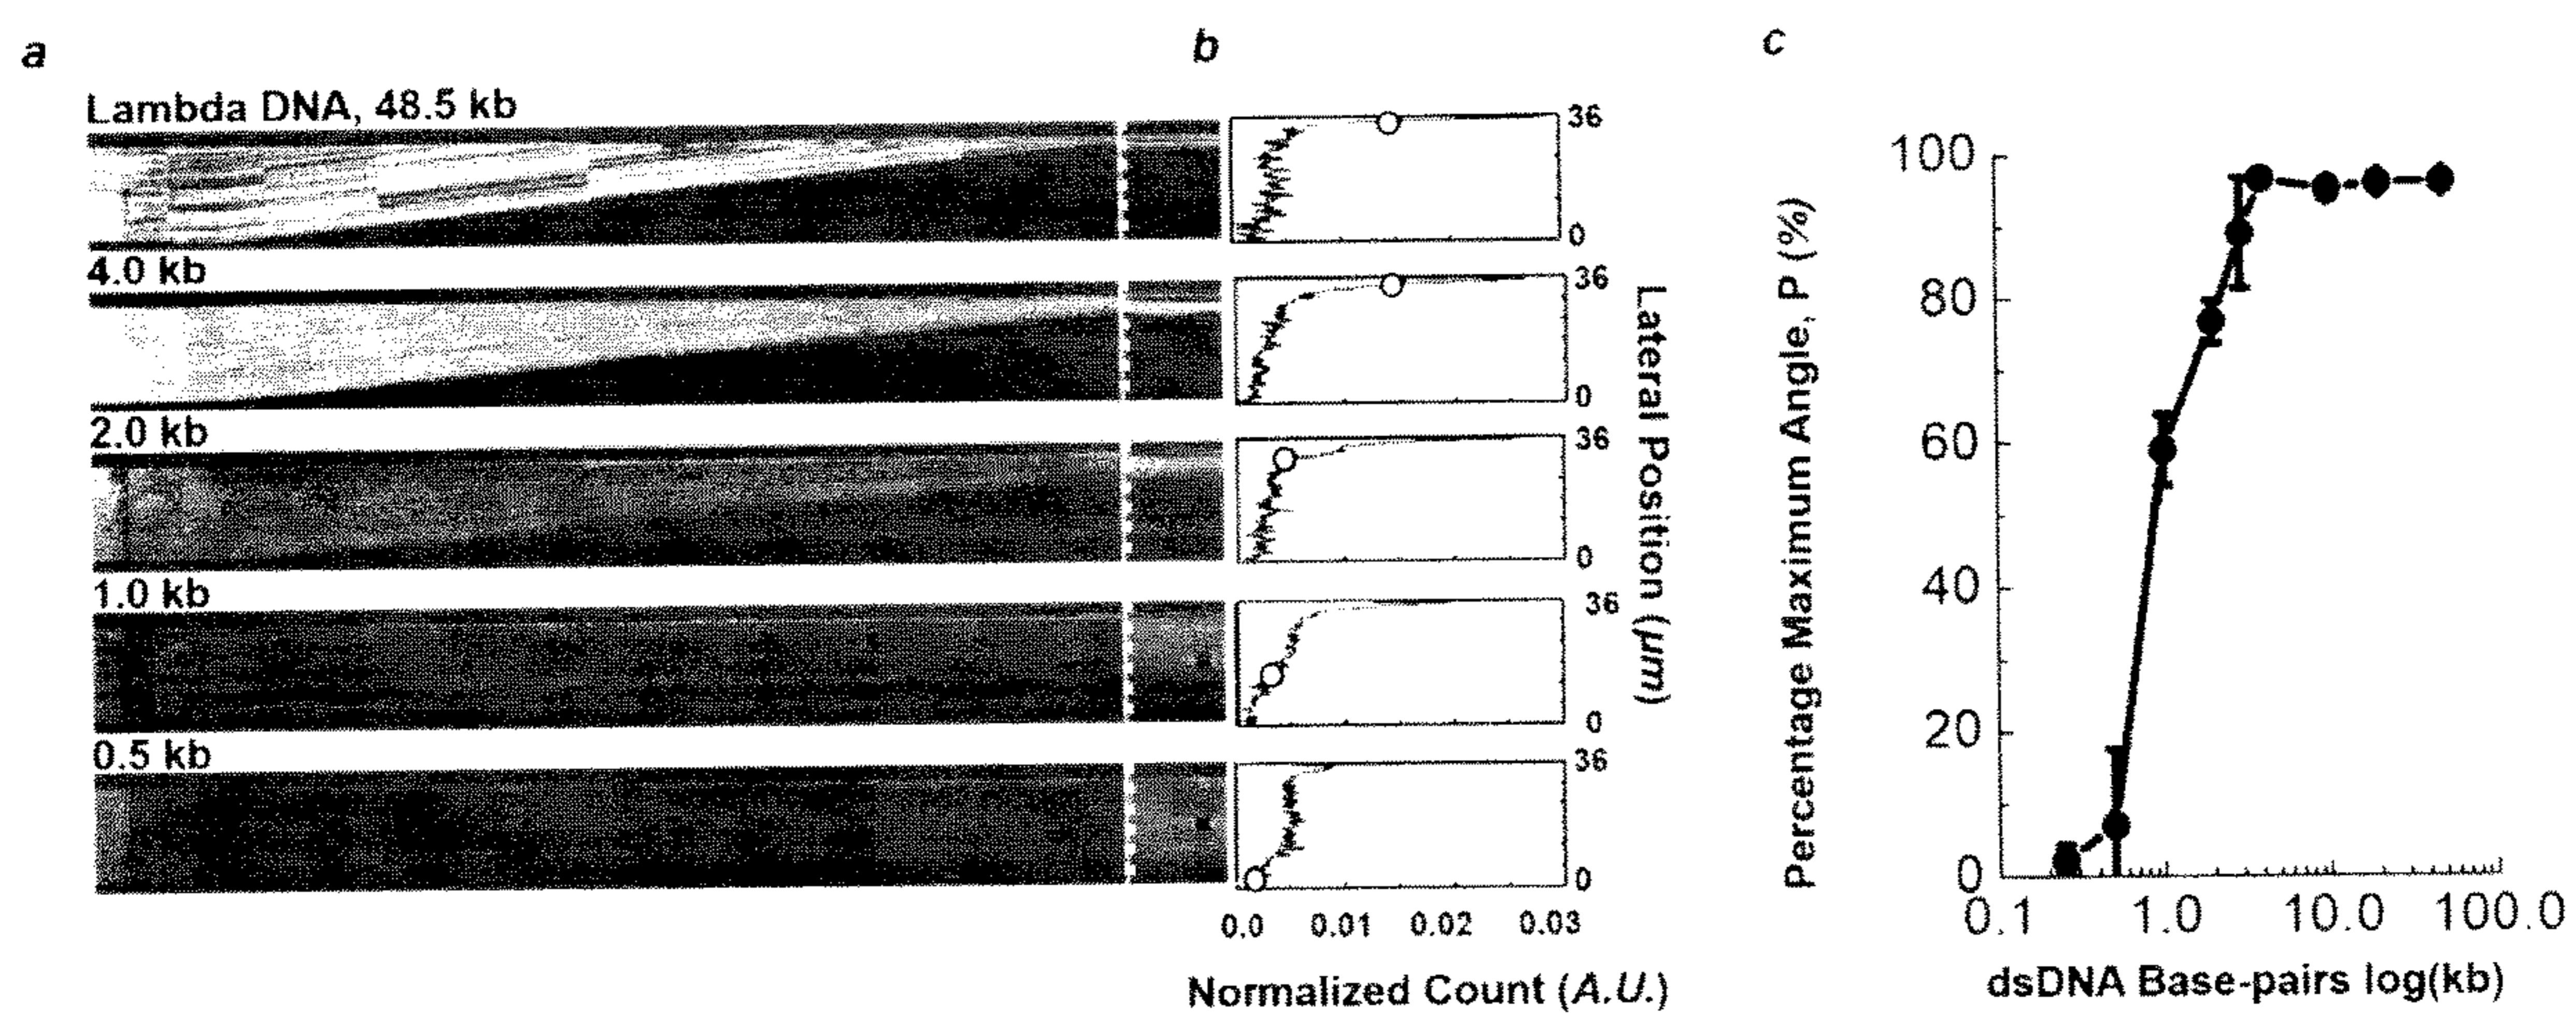 a
b
c
Lambda DNA, 48.5 kb
36
0
4.0 kb
36
0
2.0 kb
36
0
1.0 kb
36
0
0.5 kb
36
0
0.0 0.01 0.02 0.03
Normalized Count (A.U.)
Lateral Position (µm)
Percentage Maximum Angle, P (%)
100
80
60
40
20
0
0.1 1.0 10.0 100.0
dsDNA Base-pairs log(kb)